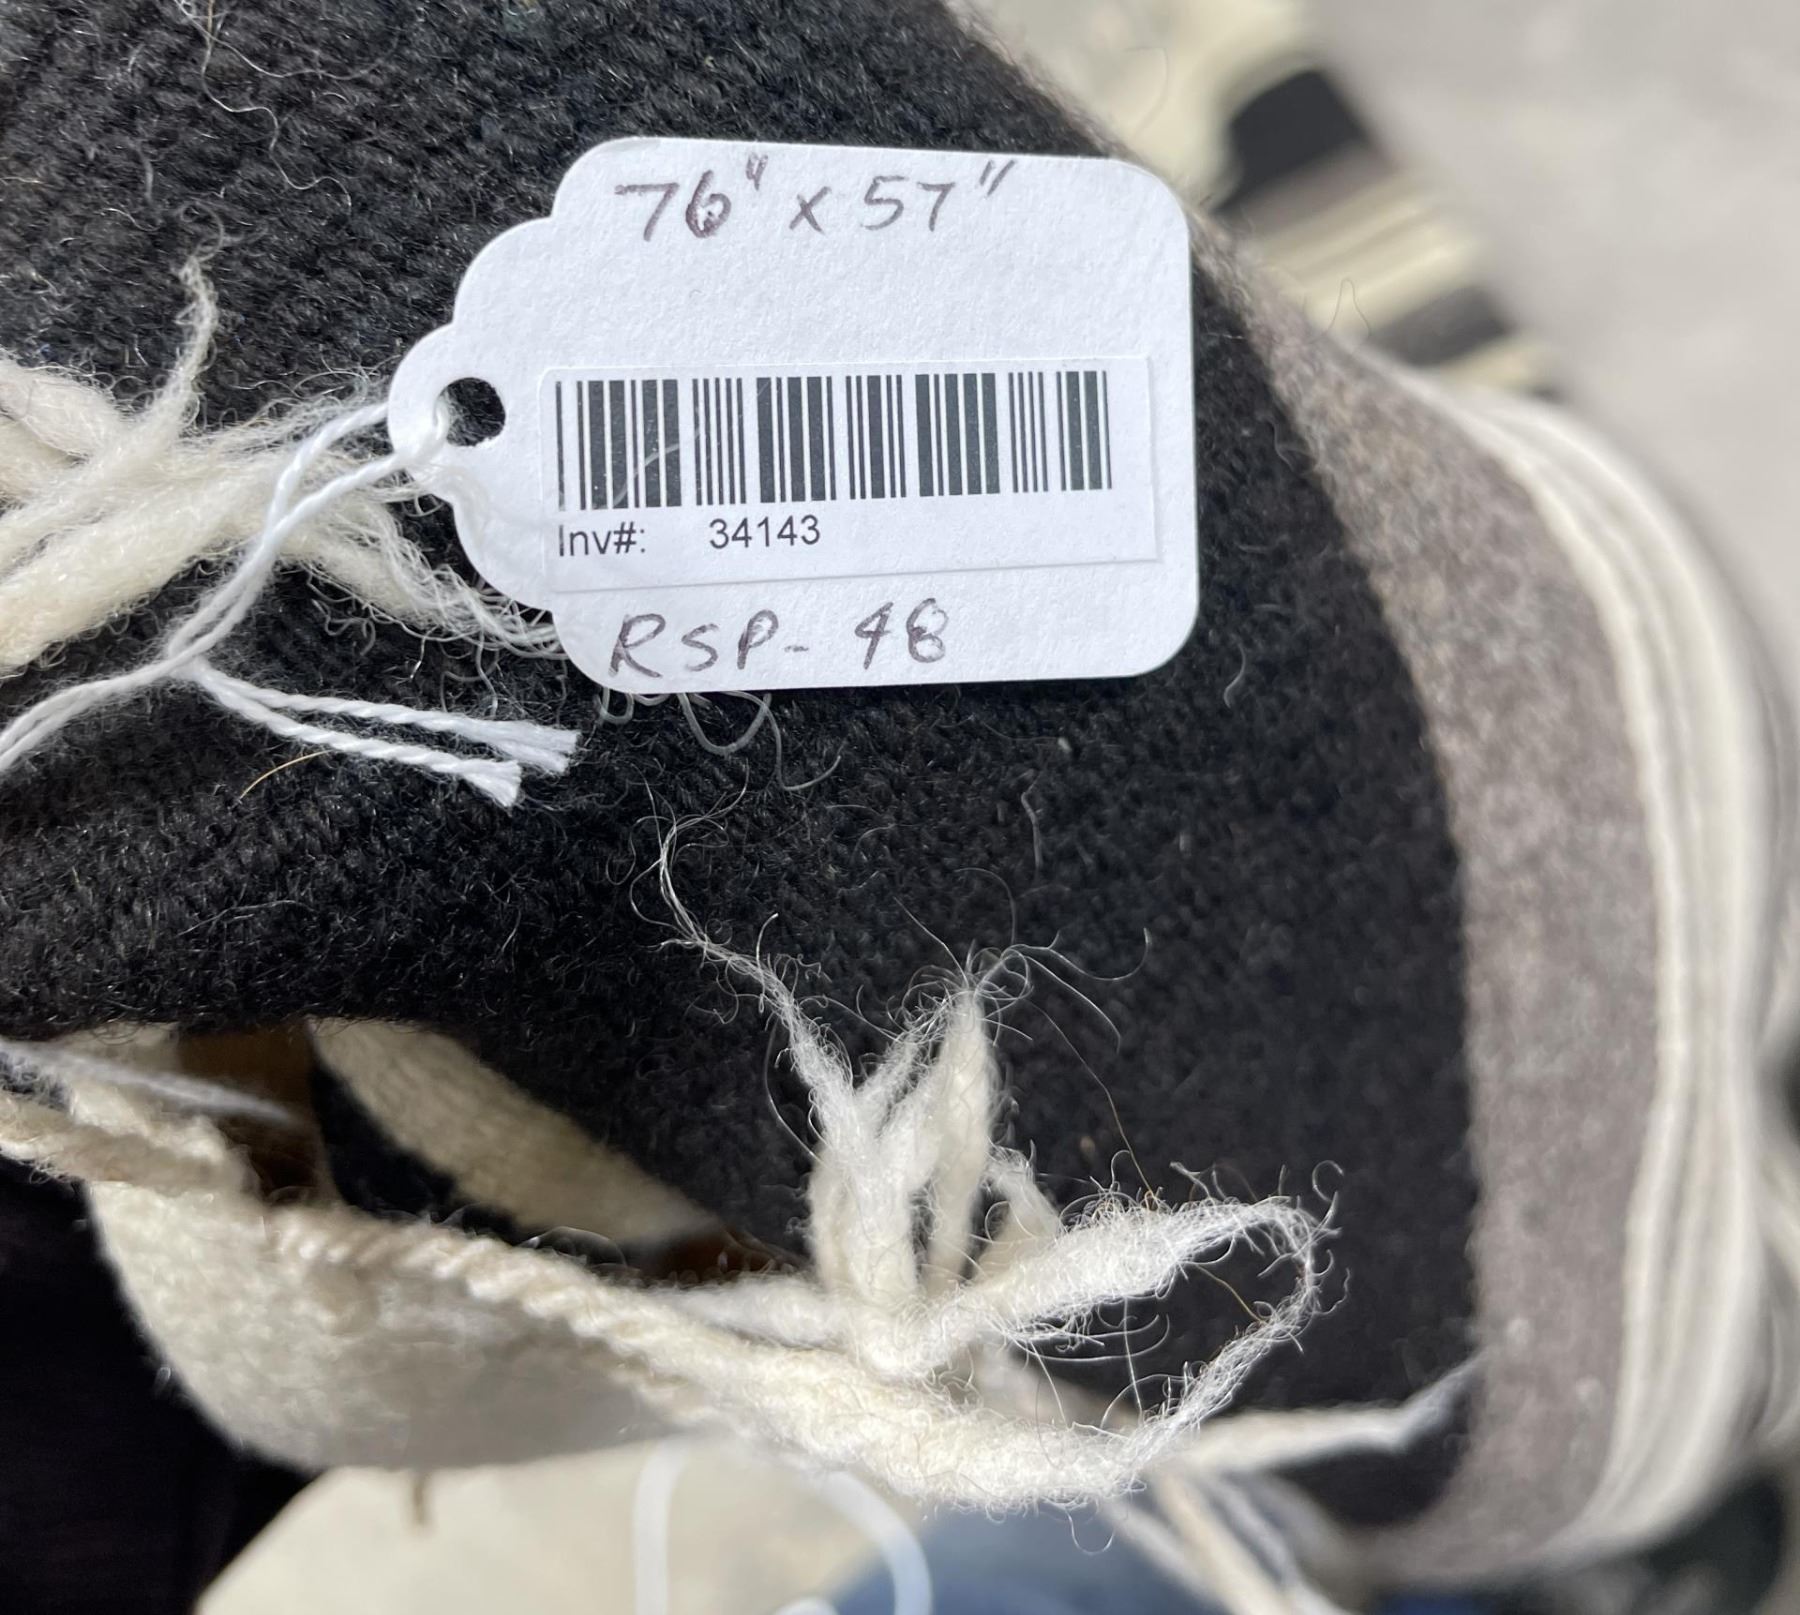 76" x 57"
Inv#: 34143
RSP- 48